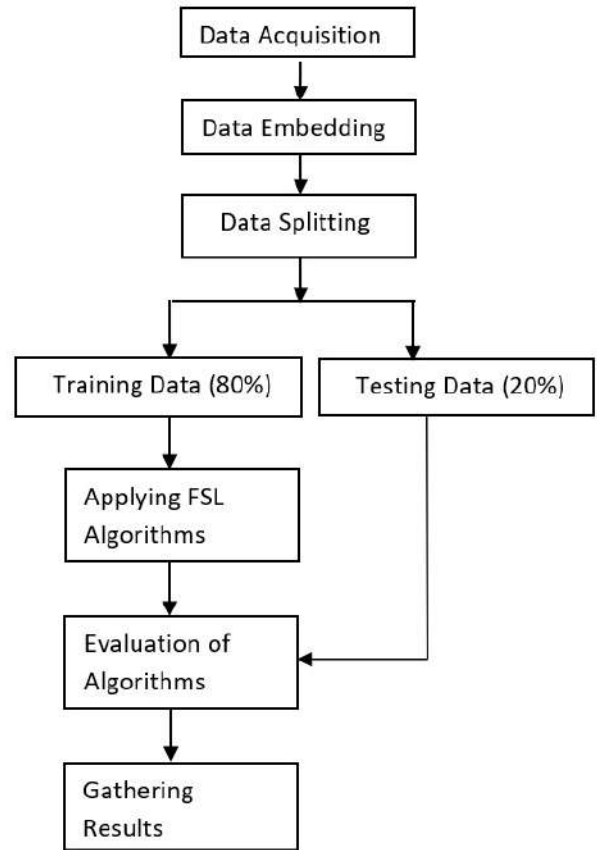 Data Acquisition
Data Embedding
Data Splitting
Training Data (80%)
Testing Data (20%)
Applying FSL
Algorithms
Evaluation of
Algorithms
Gathering
Results